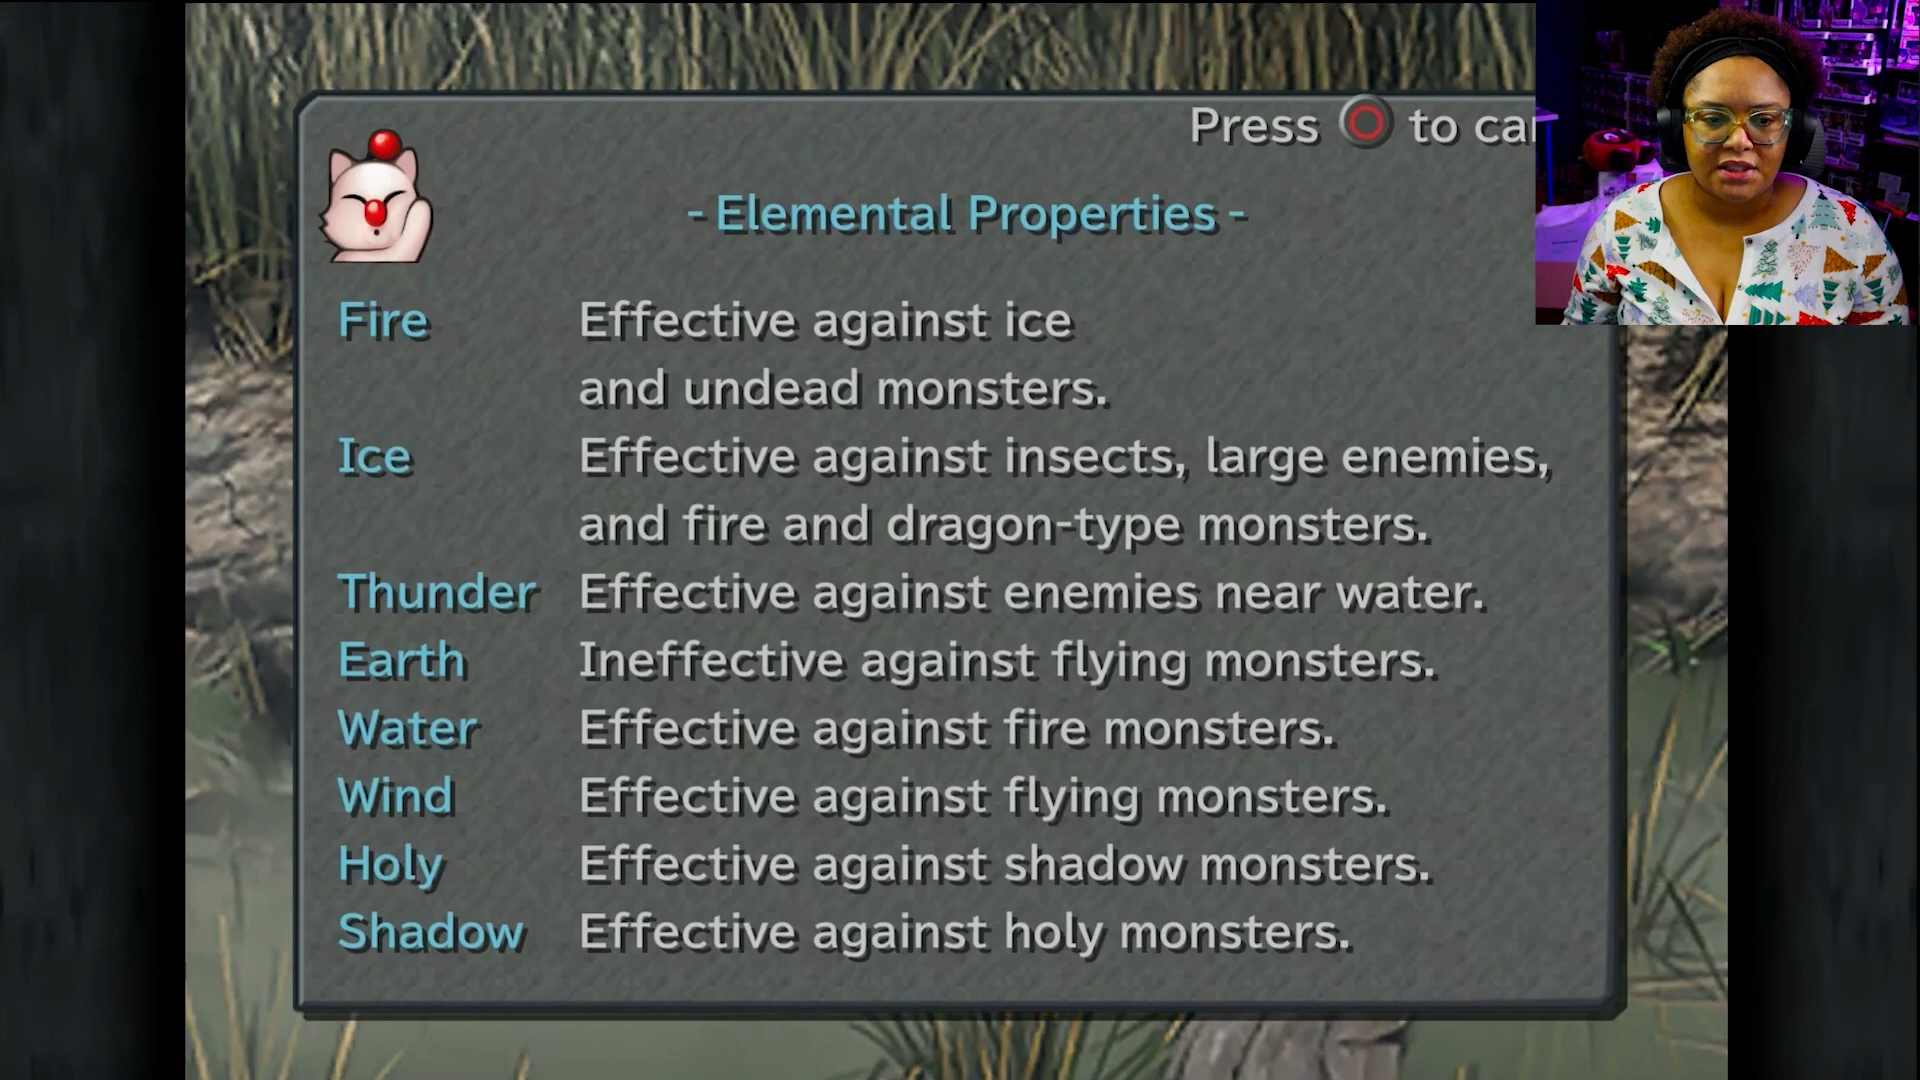 Press to
- Elemental Properties -
Fire Effective against ice
and undead monsters.
Ice Effective against insects, large enemies,
and fire and dragon-type monsters.
Thunder Effective against enemies near water.
Earth Ineffective against flying monsters.
Water Effective against fire monsters.
Wind Effective against flying monsters.
Holy Effective against shadow monsters.
Shadow Effective against holy monsters.